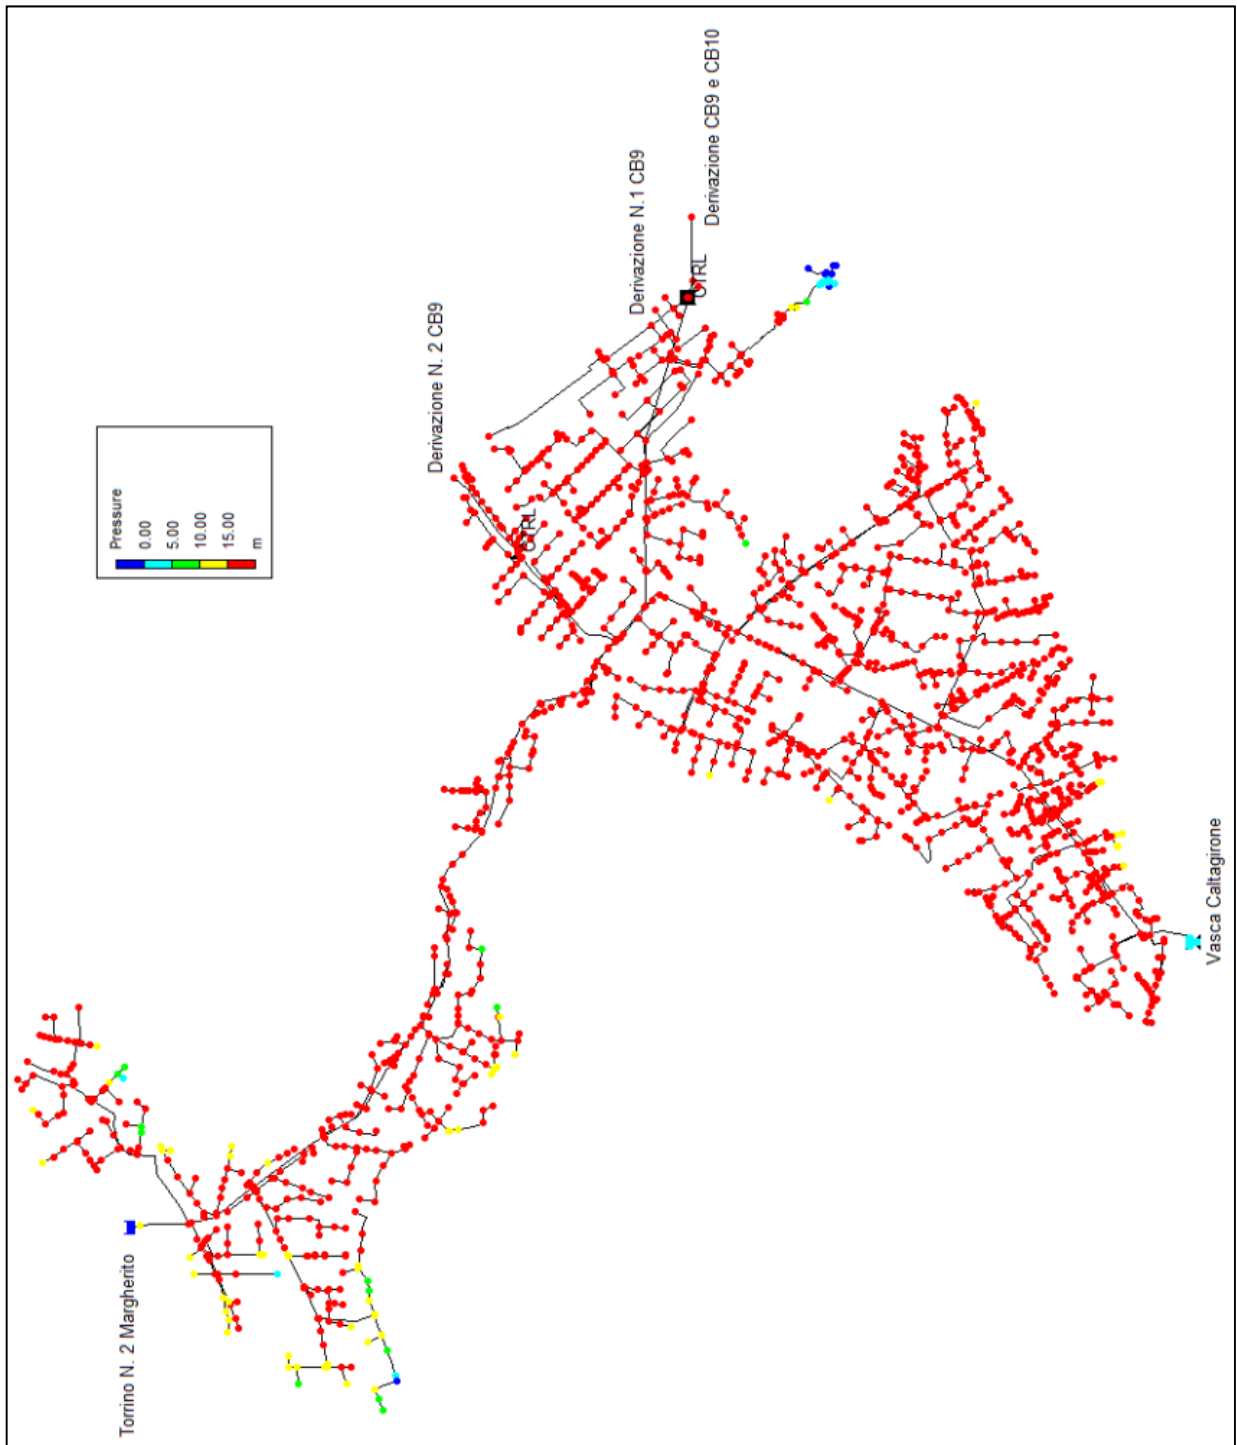 Pressure
0.00
5.00
10.00
15.00
m
Torrino N. 2 Margherito
Derivazione N. 2 CB9
CTRL
Derivazione N.1 CB9
CTRL
Derivazione CB9 e CB10
Vasca Caltagirone